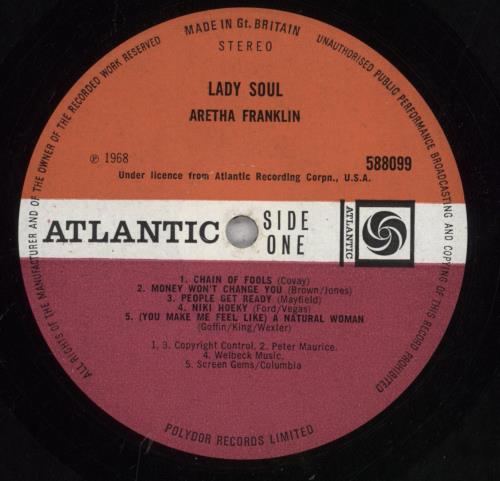 MADE IN Gt. BRITAIN
ALL RIGHTS OF THE MANUFACTURER AND OF THE OWNER OF THE RECORDED WORK RESERVED
UNAUTHORISED PUBLIC PERFORMANCE BROADCASTING AND COPYING OF THIS RECORD PROHIBITED
STEREO
LADY SOUL
ARETHA FRANKLIN
℗ 1968
588099
Under licence from Atlantic Recording Corpn., U.S.A.
ATLANTIC
SIDE
ONE
ATLANTIC
1. CHAIN OF FOOLS (Covay)
2. MONEY WON'T CHANGE YOU (Brown/Jones)
3. PEOPLE GET READY (Mayfield)
4. NIKI HOEKY (Ford/Vegas)
5. (YOU MAKE ME FEEL LIKE) A NATURAL WOMAN
(Goffin/King/Wexler)
1, 3. Copyright Control. 2. Peter Maurice.
4. Welbeck Music.
5. Screen Gems/Columbia
POLYDOR RECORDS LIMITED